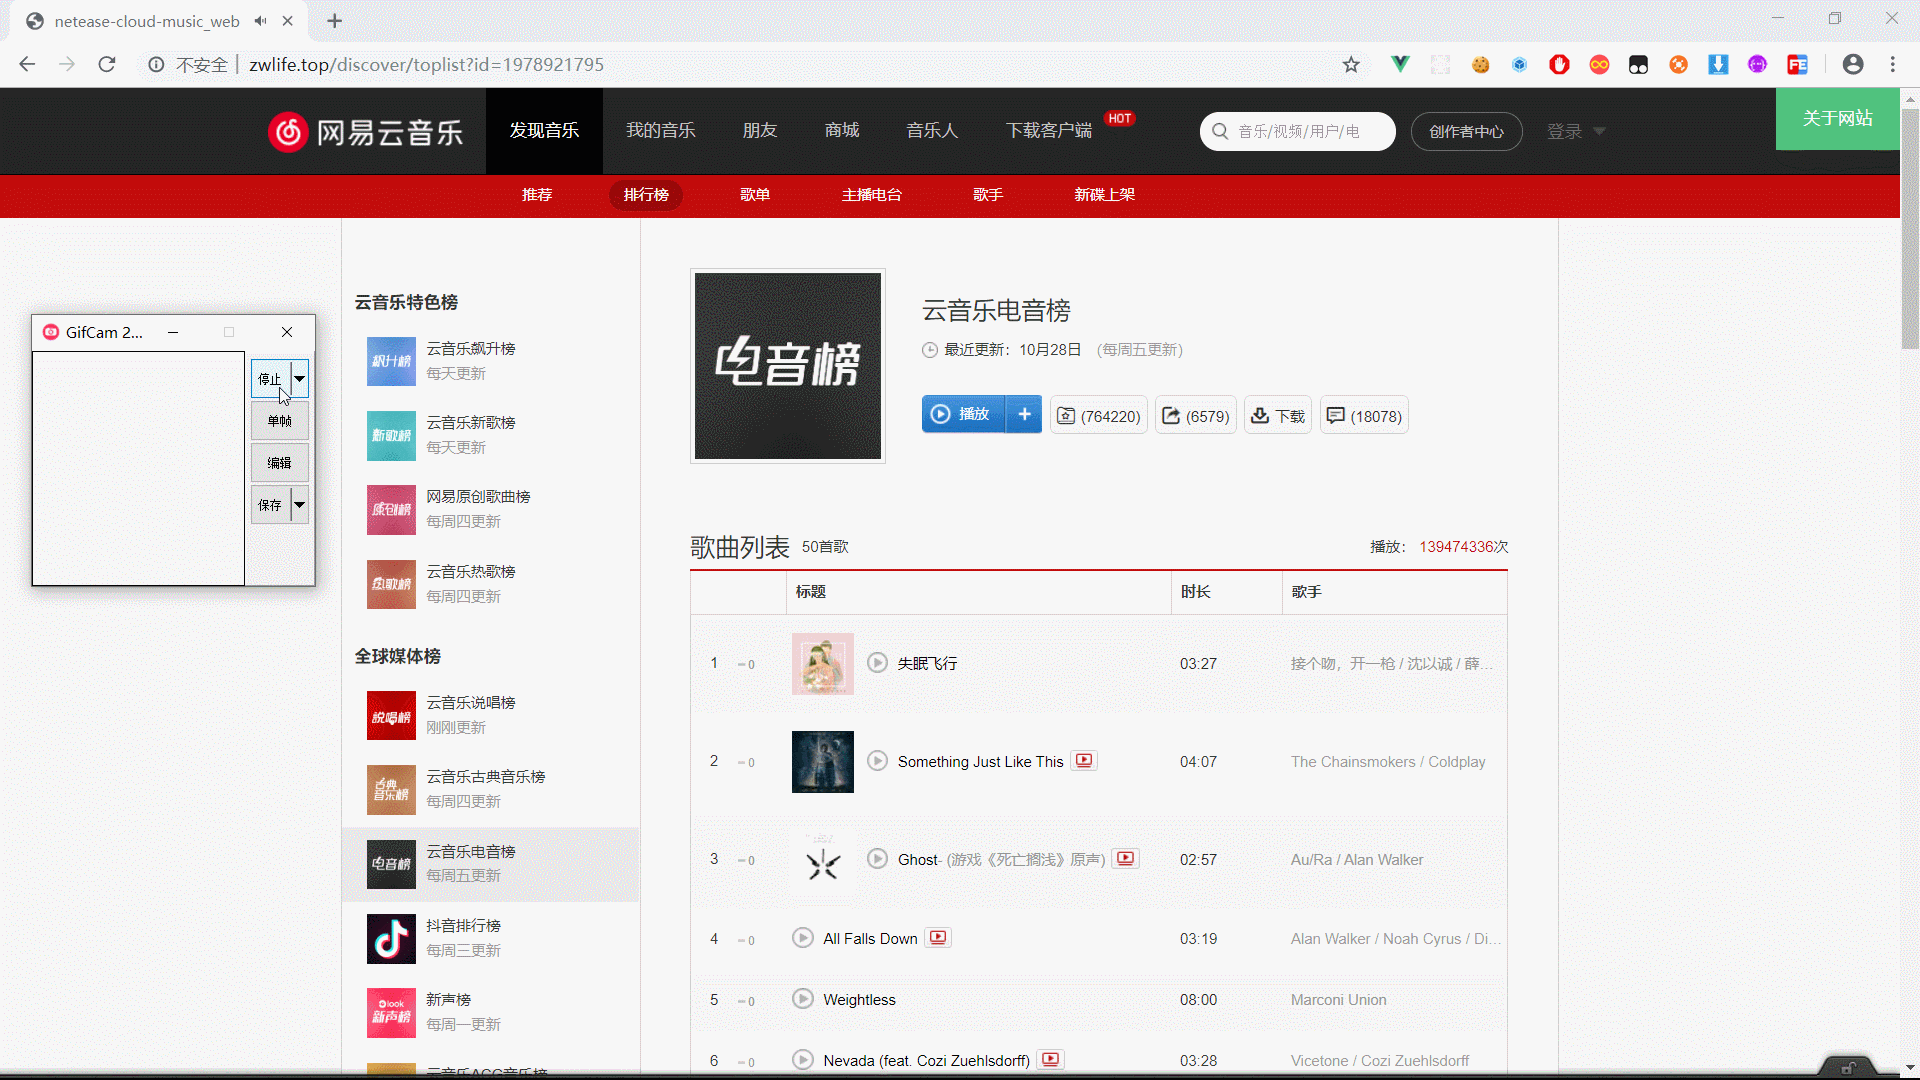 netease-cloud-music_web
不安全 | zwlife.top/discover/toplist?id=1978921795
网易云音乐
发现音乐
我的音乐
朋友
商城
音乐人
下载客户端
HOT
音乐/视频/用户/电
创作者中心
登录
关于网站
推荐
排行榜
歌单
主播电台
歌手
新碟上架
GifCam 2...
停止
单帧
编辑
保存
云音乐特色榜
飙升榜
云音乐飙升榜
每天更新
新歌榜
云音乐新歌榜
每天更新
原创榜
网易原创歌曲榜
每周四更新
热歌榜
云音乐热歌榜
每周四更新
全球媒体榜
说唱榜
云音乐说唱榜
刚刚更新
古典音乐榜
云音乐古典音乐榜
每周四更新
电音榜
云音乐电音榜
每周五更新
抖音排行榜
每周三更新
look
新声榜
新声榜
每周一更新
云音乐ACG音乐榜
电音榜
云音乐电音榜
最近更新：10月28日 (每周五更新)
播放 +
(764220)
(6579)
下载
(18078)
歌曲列表 50首歌
播放： 139474336次
标题 时长 歌手
1 0 失眠飞行 03:27 接个吻，开一枪 / 沈以诚 / 薛...
2 0 Something Just Like This 04:07 The Chainsmokers / Coldplay
3 0 Ghost- (游戏《死亡搁浅》原声) 02:57 Au/Ra / Alan Walker
4 0 All Falls Down 03:19 Alan Walker / Noah Cyrus / Di...
5 0 Weightless 08:00 Marconi Union
6 0 Nevada (feat. Cozi Zuehlsdorff) 03:28 Vicetone / Cozi Zuehlsdorff